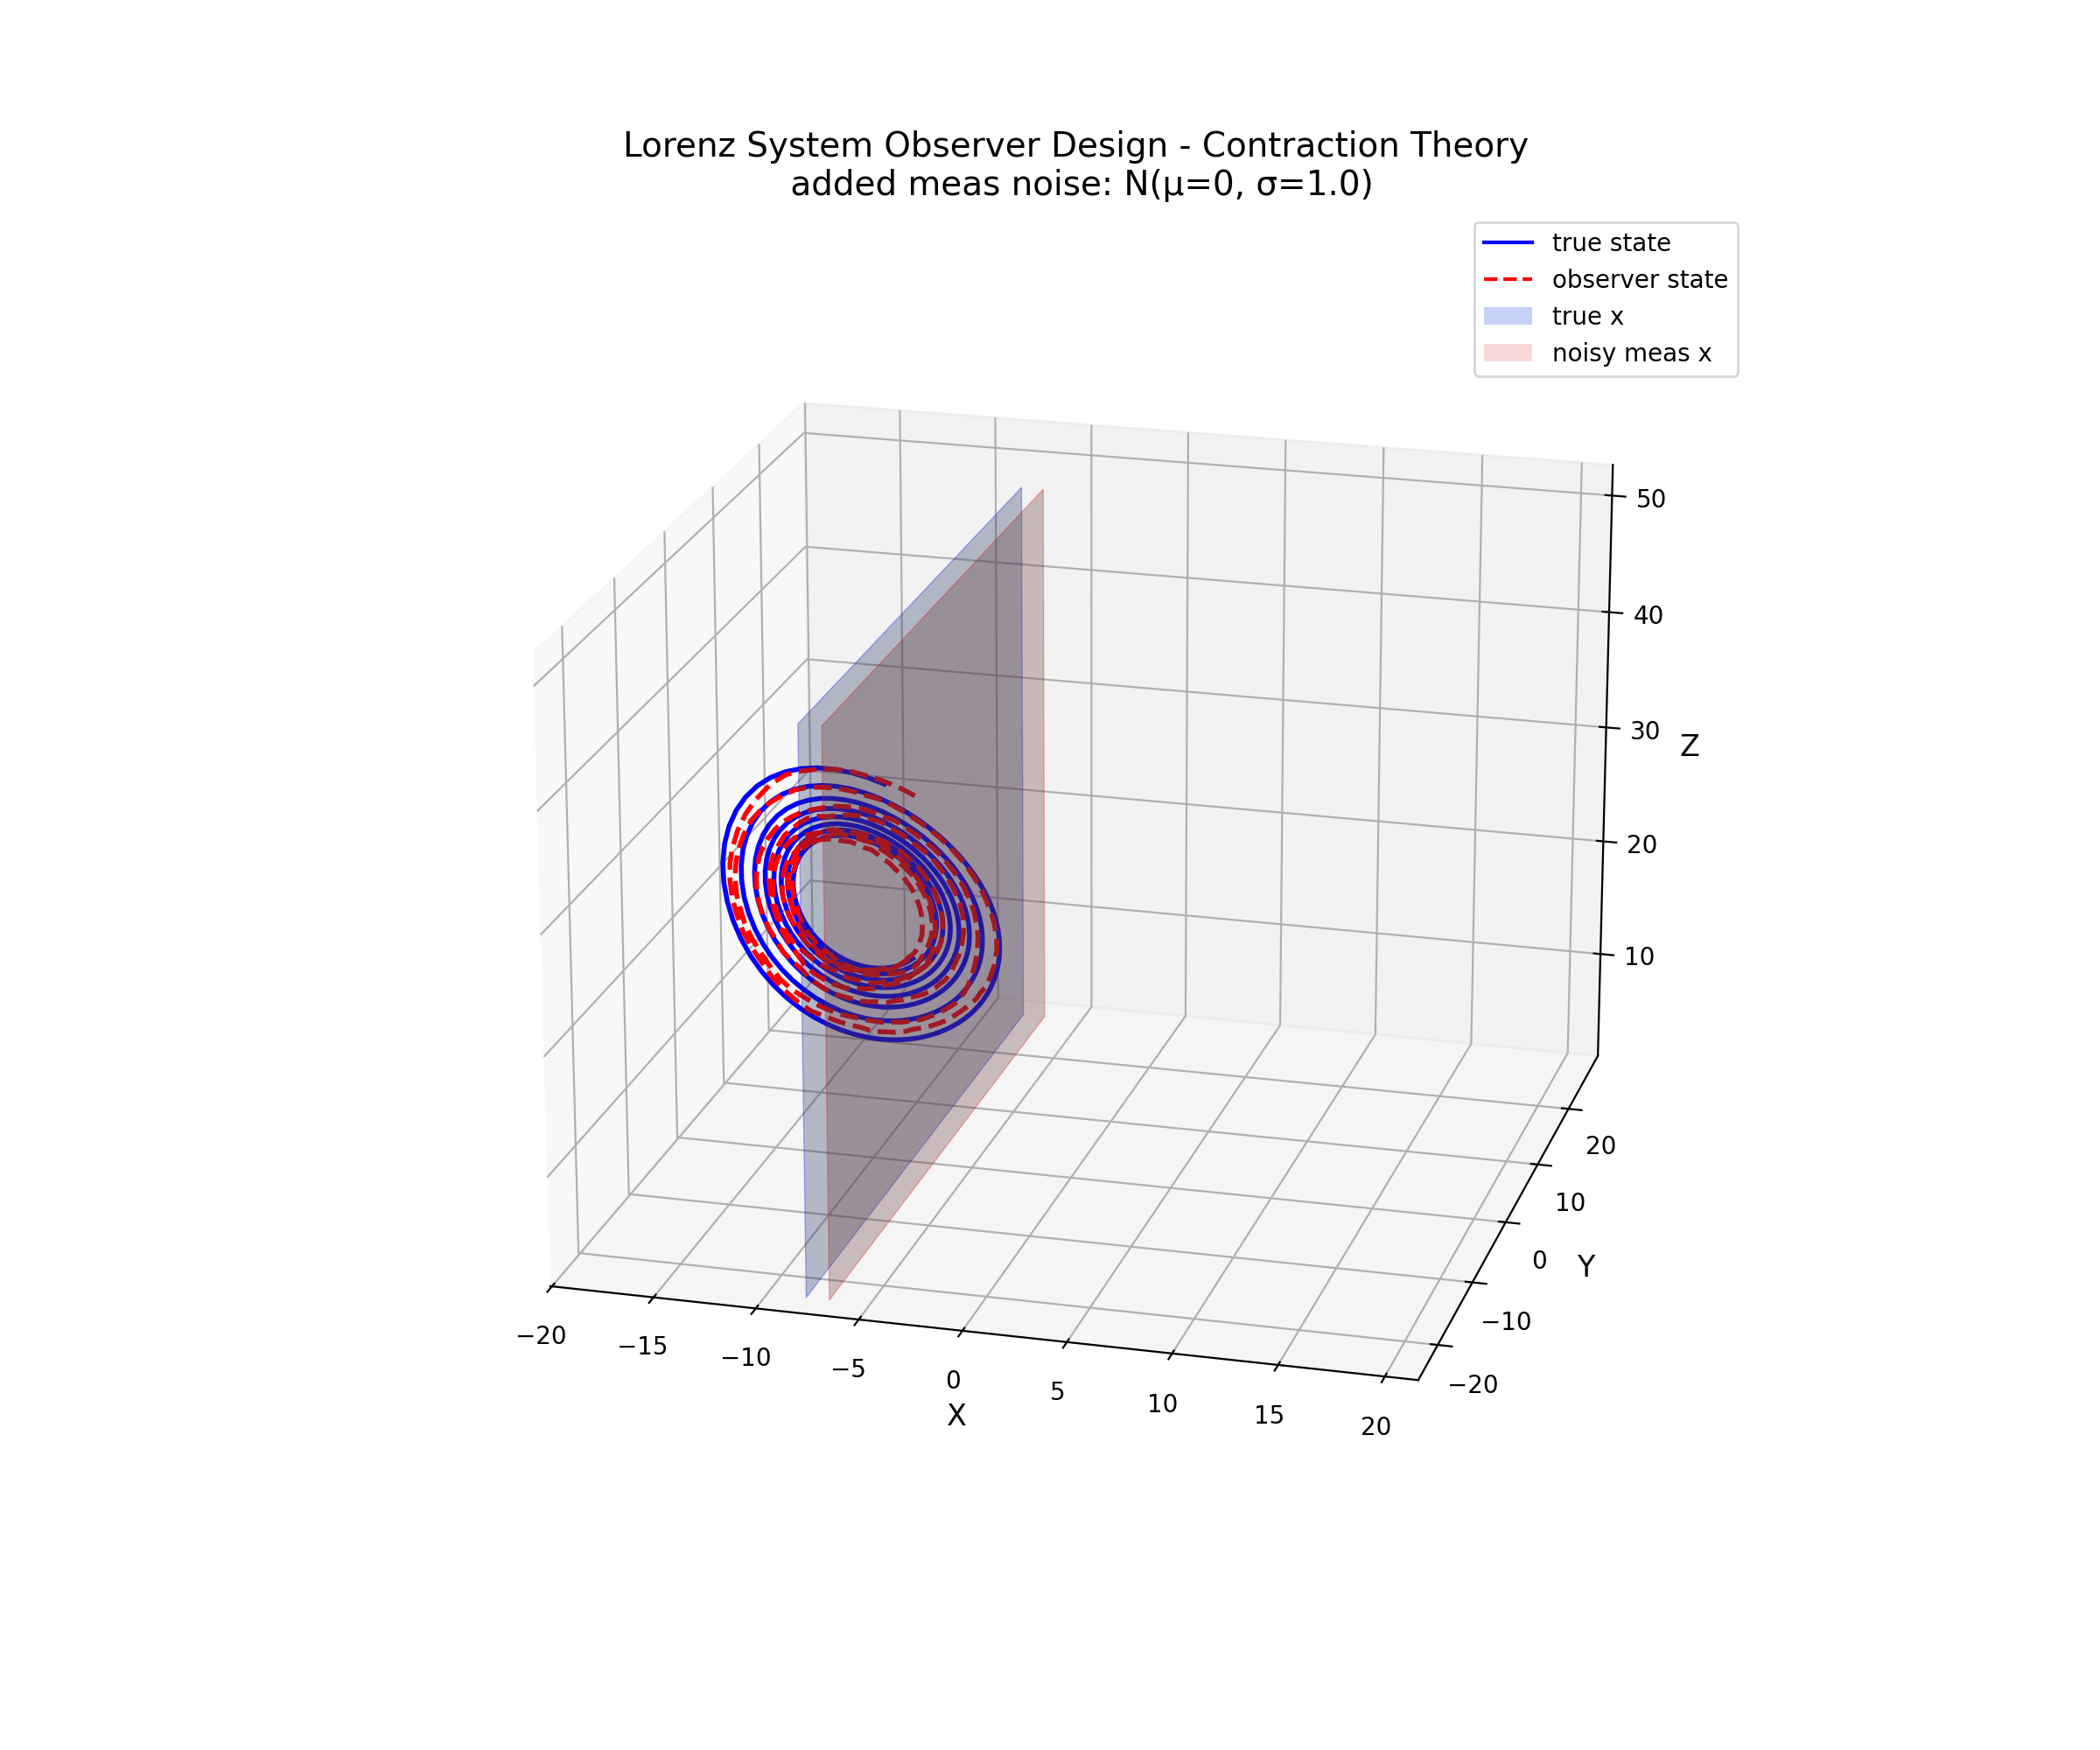 Lorenz System Observer Design - Contraction Theory
added meas noise: N(μ=0, σ=1.0)
true state
observer state
true x
noisy meas x
50
40
30
Z
20
10
20
10
0
Y
−10
−20
−20
−15
−10
−5
0
5
10
15
20
X